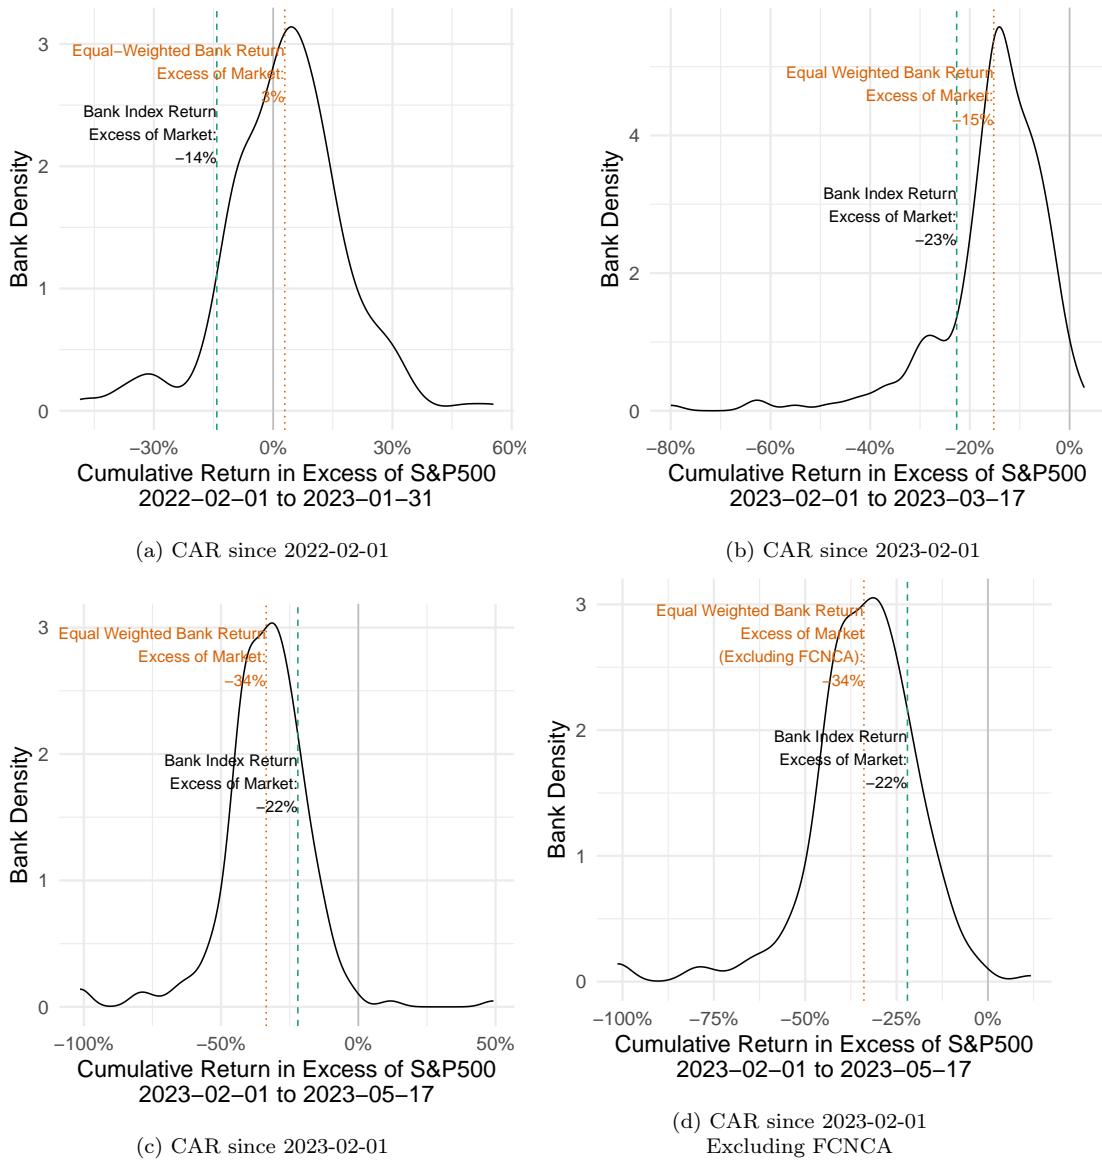 Equal−Weighted Bank Return
Excess of Market:
3%
Bank Index Return
Excess of Market:
−14%
3
2
1
0
Bank Density
−30%
0%
30%
60%
Cumulative Return in Excess of S&P500
2022−02−01 to 2023−01−31
(a) CAR since 2022-02-01
Equal Weighted Bank Return
Excess of Market:
−15%
Bank Index Return
Excess of Market:
−23%
4
2
0
Bank Density
−80%
−60%
−40%
−20%
0%
Cumulative Return in Excess of S&P500
2023−02−01 to 2023−03−17
(b) CAR since 2023-02-01
Equal Weighted Bank Return
Excess of Market:
−34%
Bank Index Return
Excess of Market:
−22%
3
2
1
0
Bank Density
−100%
−50%
0%
50%
Cumulative Return in Excess of S&P500
2023−02−01 to 2023−05−17
(c) CAR since 2023-02-01
Equal Weighted Bank Return
Excess of Market
(Excluding FCNCA):
−34%
Bank Index Return
Excess of Market:
−22%
3
2
1
0
Bank Density
−100%
−75%
−50%
−25%
0%
Cumulative Return in Excess of S&P500
2023−02−01 to 2023−05−17
(d) CAR since 2023-02-01
Excluding FCNCA